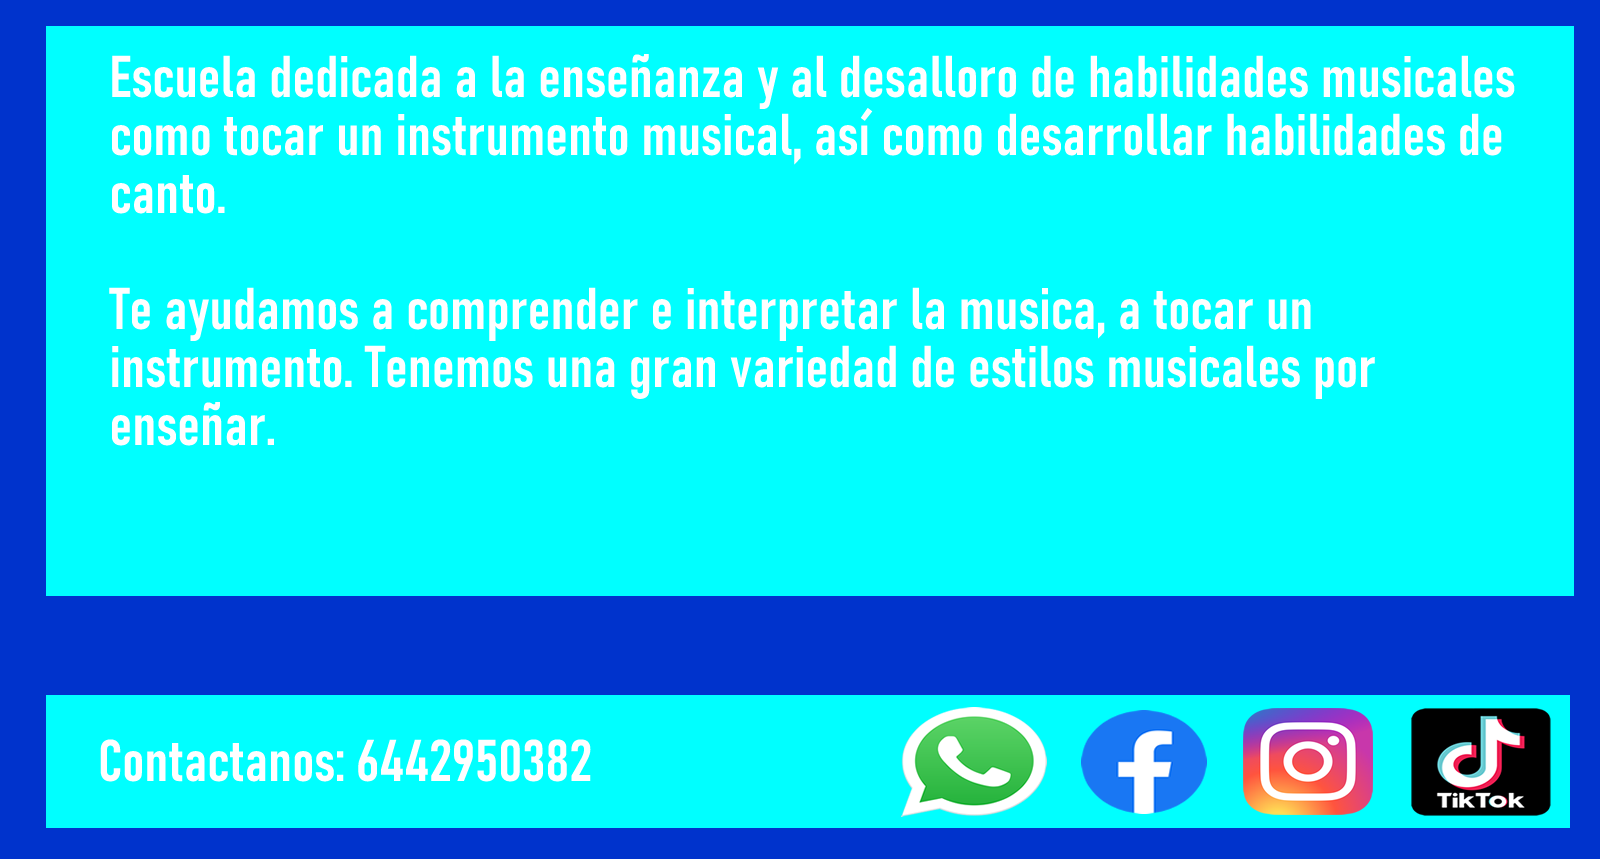 Escuela dedicada a la enseñanza y al desalloro de habilidades musicales
como tocar un instrumento musical, así como desarrollar habilidades de
canto.
Te ayudamos a comprender e interpretar la musica, a tocar un
instrumento. Tenemos una gran variedad de estilos musicales por
enseñar.
Contactanos: 6442950382
TikTok